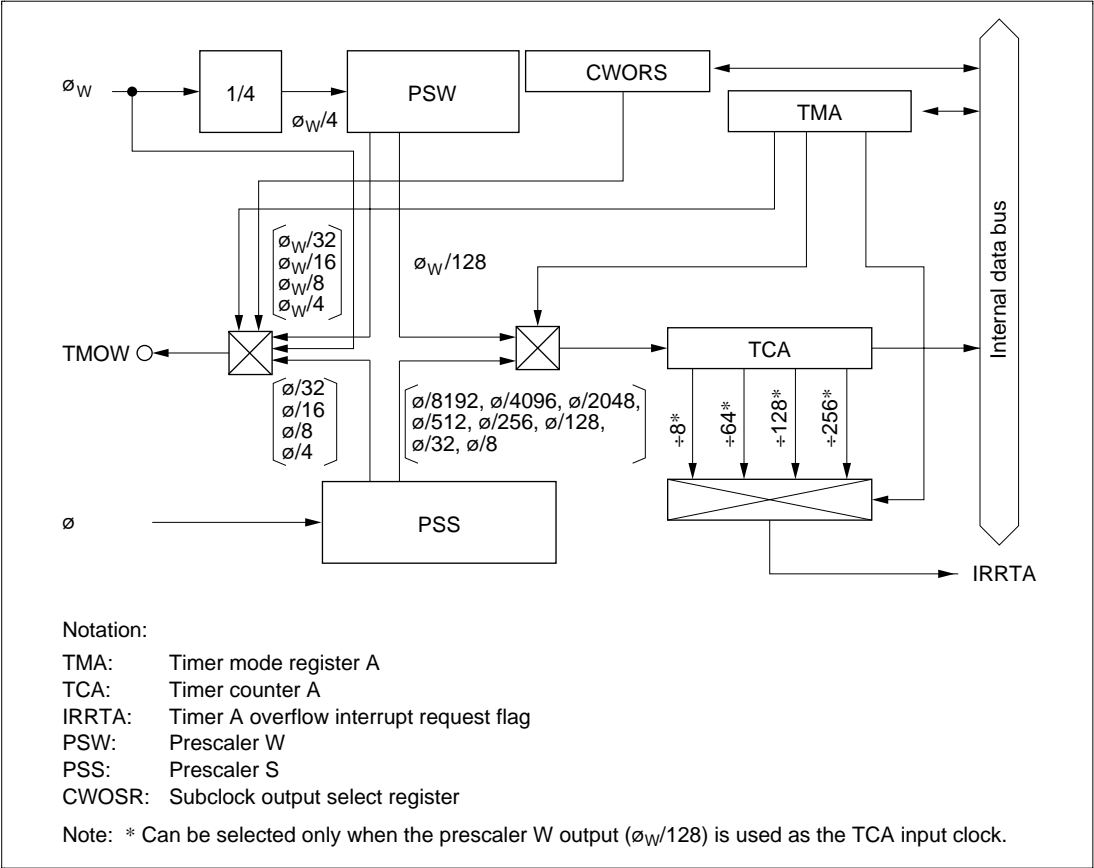 øW
1/4
øW/4
PSW
CWORS
TMA
Internal data bus
øW/32
øW/16
øW/8
øW/4
øW/128
TMOW
TCA
ø/32
ø/16
ø/8
ø/4
ø/8192, ø/4096, ø/2048,
ø/512, ø/256, ø/128,
ø/32, ø/8
÷8*
÷64*
÷128*
÷256*
ø
PSS
IRRTA
Notation:
TMA: Timer mode register A
TCA: Timer counter A
IRRTA: Timer A overflow interrupt request flag
PSW: Prescaler W
PSS: Prescaler S
CWOSR: Subclock output select register
Note: * Can be selected only when the prescaler W output (øW/128) is used as the TCA input clock.